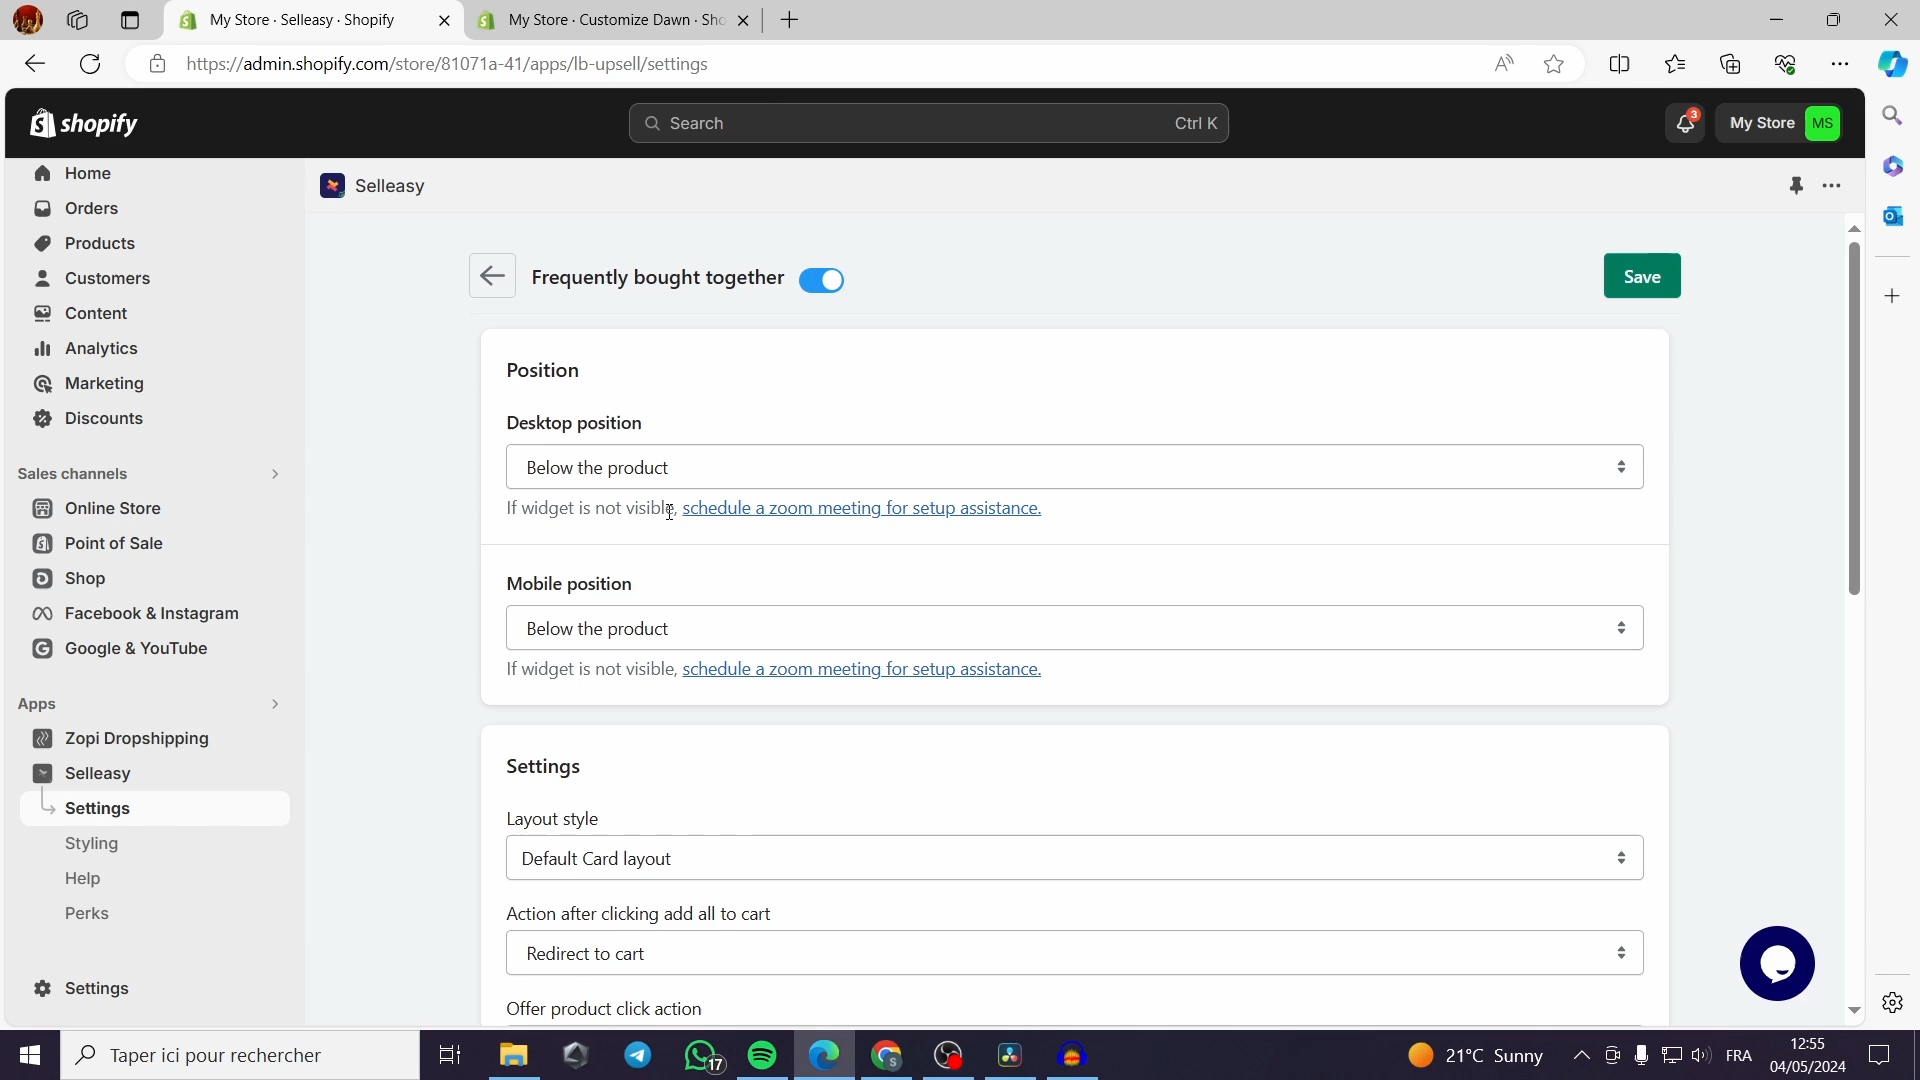 My Store · Selleasy · Shopify
My Store · Customize Dawn · Sho
https://admin.shopify.com/store/81071a-41/apps/lb-upsell/settings
shopify
Search
Ctrl K
3
My Store
MS
Home
Orders
Products
Customers
Content
Analytics
Marketing
Discounts
Sales channels
Online Store
Point of Sale
Shop
Facebook & Instagram
Google & YouTube
Apps
Zopi Dropshipping
Selleasy
Settings
Styling
Help
Perks
Settings
Selleasy
Frequently bought together
Save
Position
Desktop position
Below the product
If widget is not visible, schedule a zoom meeting for setup assistance.
Mobile position
Below the product
If widget is not visible, schedule a zoom meeting for setup assistance.
Settings
Layout style
Default Card layout
Action after clicking add all to cart
Redirect to cart
Offer product click action
Taper ici pour rechercher
17
21°C Sunny
FRA
12:55
04/05/2024